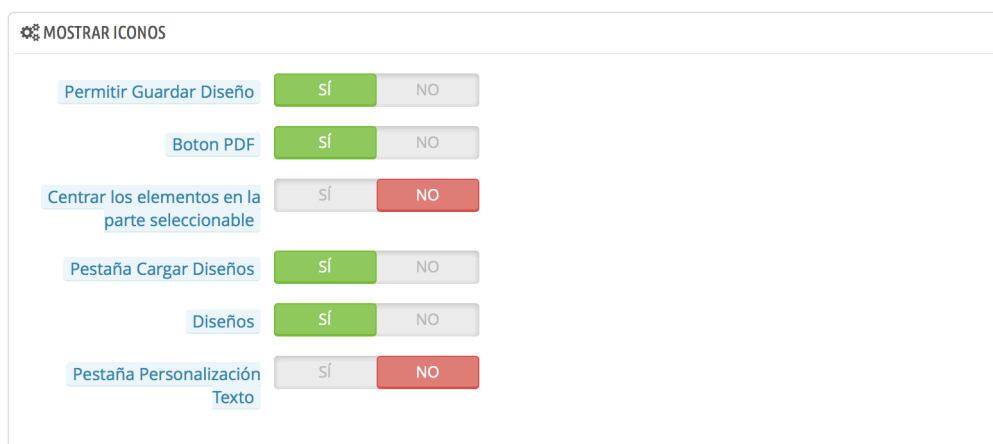 MOSTRAR ICONOS
Permitir Guardar Diseño SÍ NO
Boton PDF SÍ NO
Centrar los elementos en la SÍ NO
parte seleccionable
Pestaña Cargar Diseños SÍ NO
Diseños SÍ NO
Pestaña Personalización SÍ NO
Texto